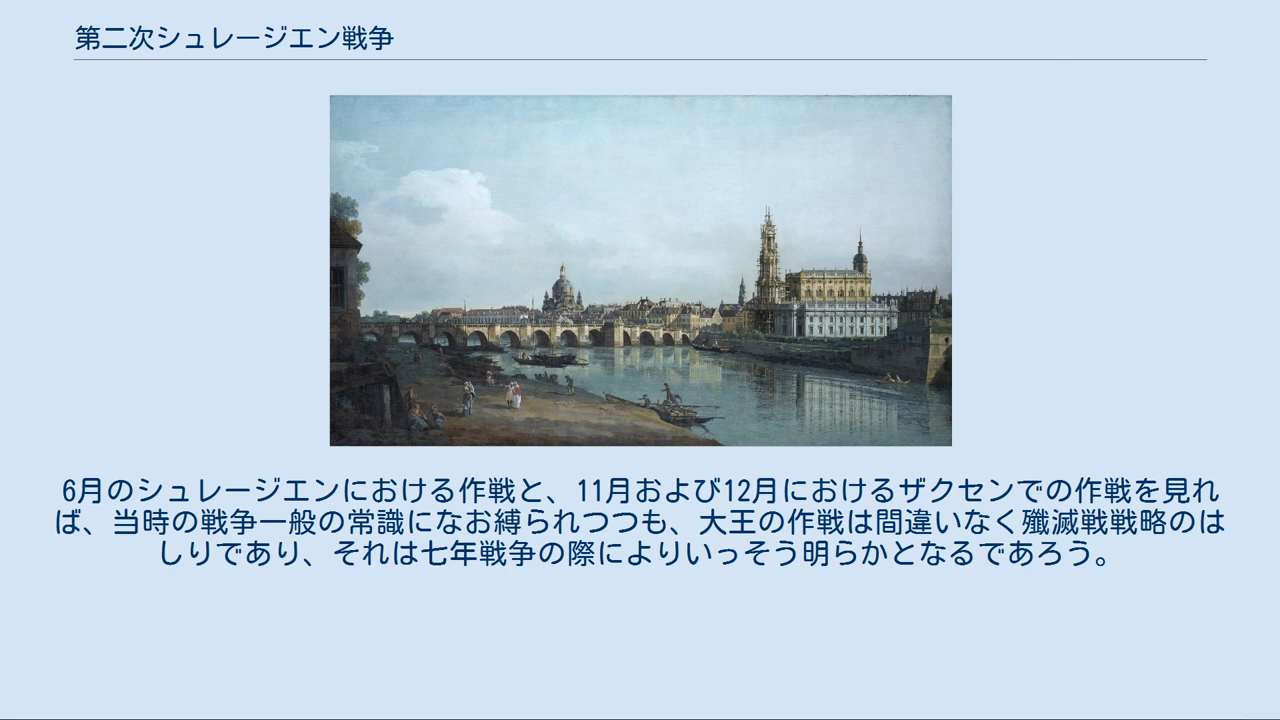 第二次シュレージエン戦争
6月のシュレージエンにおける作戦と、11月および12月におけるザクセンでの作戦を見れ
ば、当時の戦争一般の常識になお縛られつつも、大王の作戦は間違いなく殲滅戦戦略のは
しりであり、それは七年戦争の際によりいっそう明らかとなるであろう。